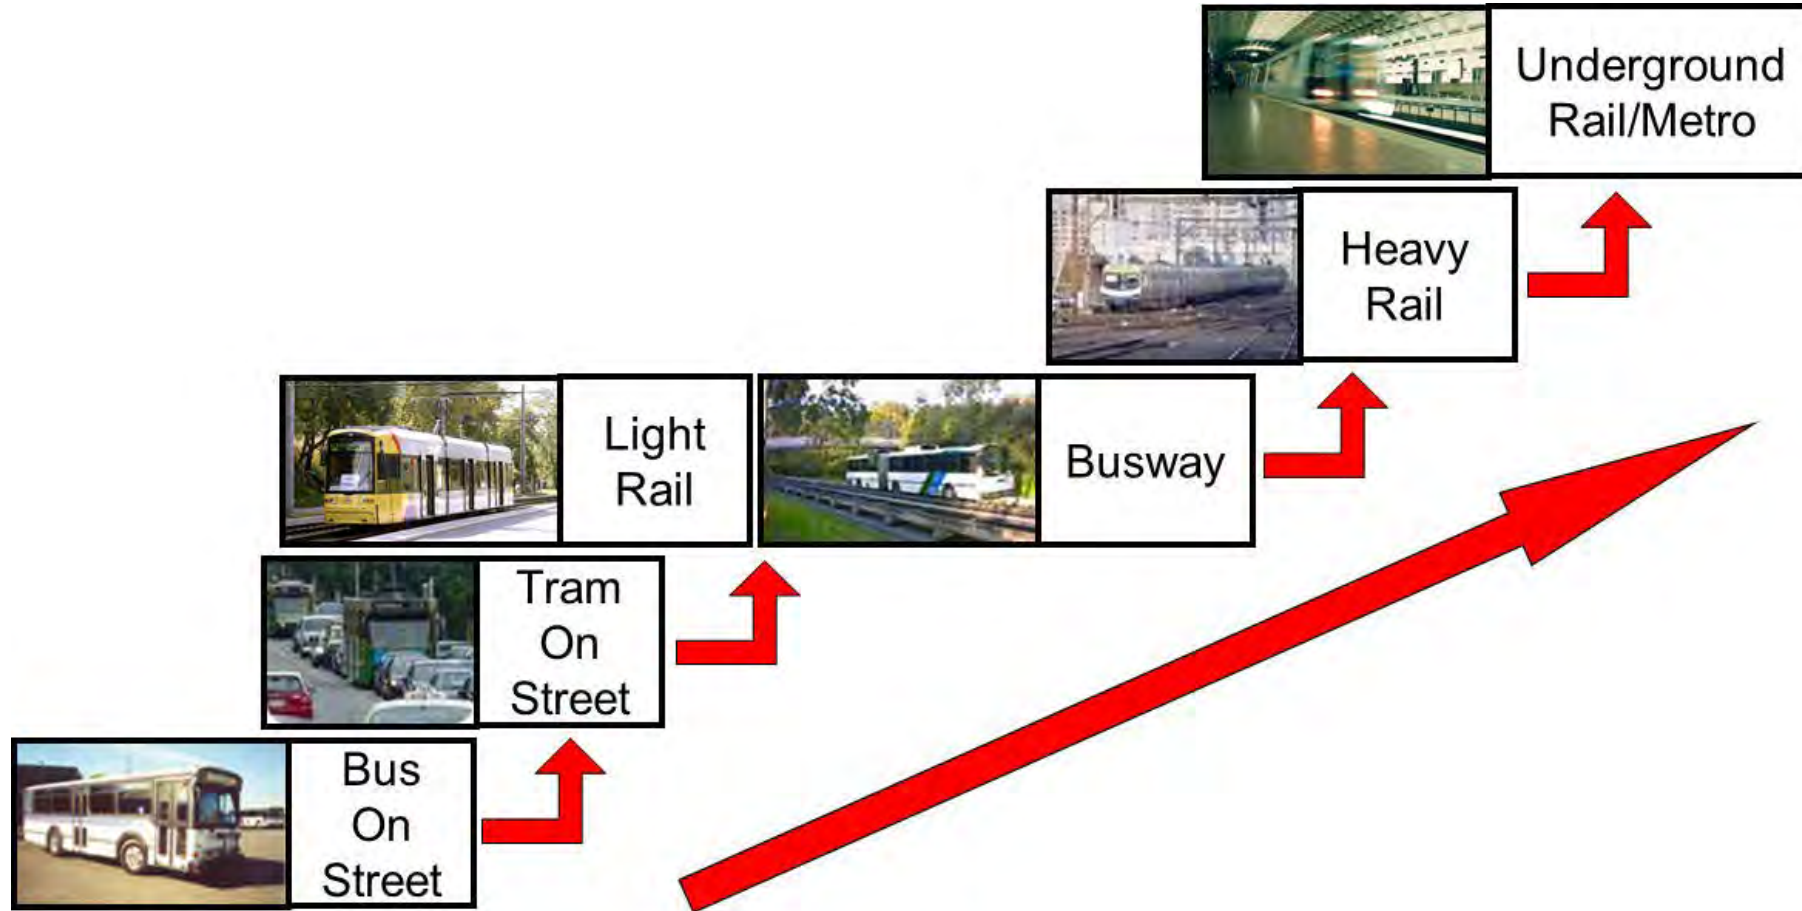 Underground
Rail/Metro
Heavy
Rail
Light
Rail
Busway
Tram
On
Street
Bus
On
Street